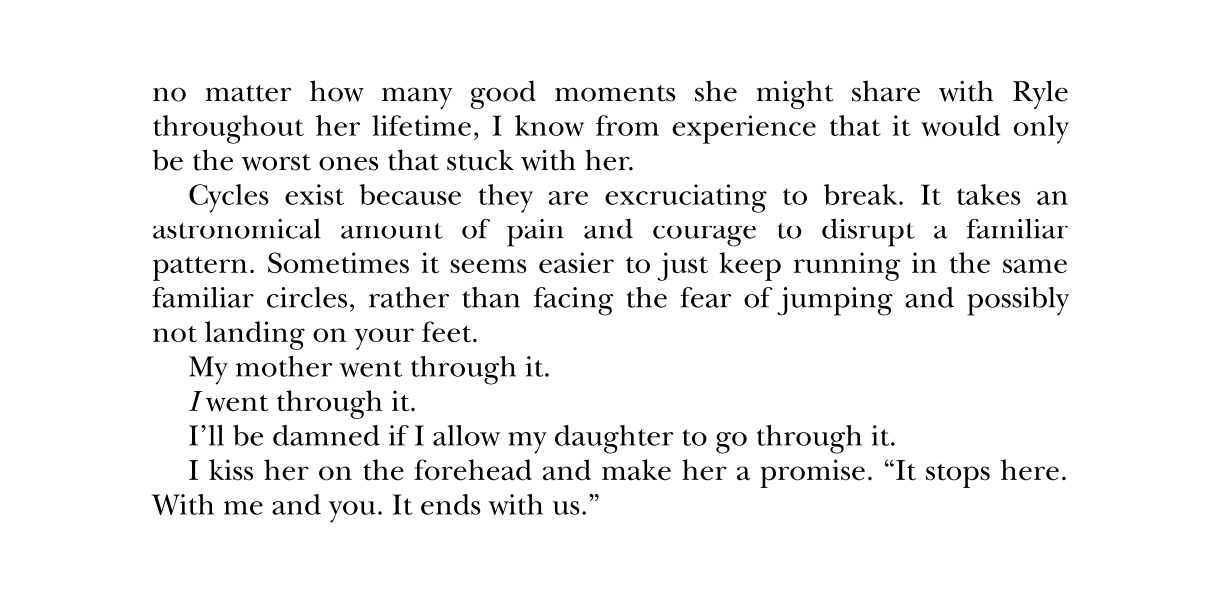 no matter how many good moments she might share with Ryle
throughout her lifetime, I know from experience that it would only
be the worst ones that stuck with her.
Cycles exist because they are excruciating to break. It takes an
astronomical amount of pain and courage to disrupt a familiar
pattern. Sometimes it seems easier to just keep running in the same
familiar circles, rather than facing the fear of jumping and possibly
not landing on your feet.
My mother went through it.
I went through it.
I’ll be damned if I allow my daughter to go through it.
I kiss her on the forehead and make her a promise. “It stops here.
With me and you. It ends with us.”